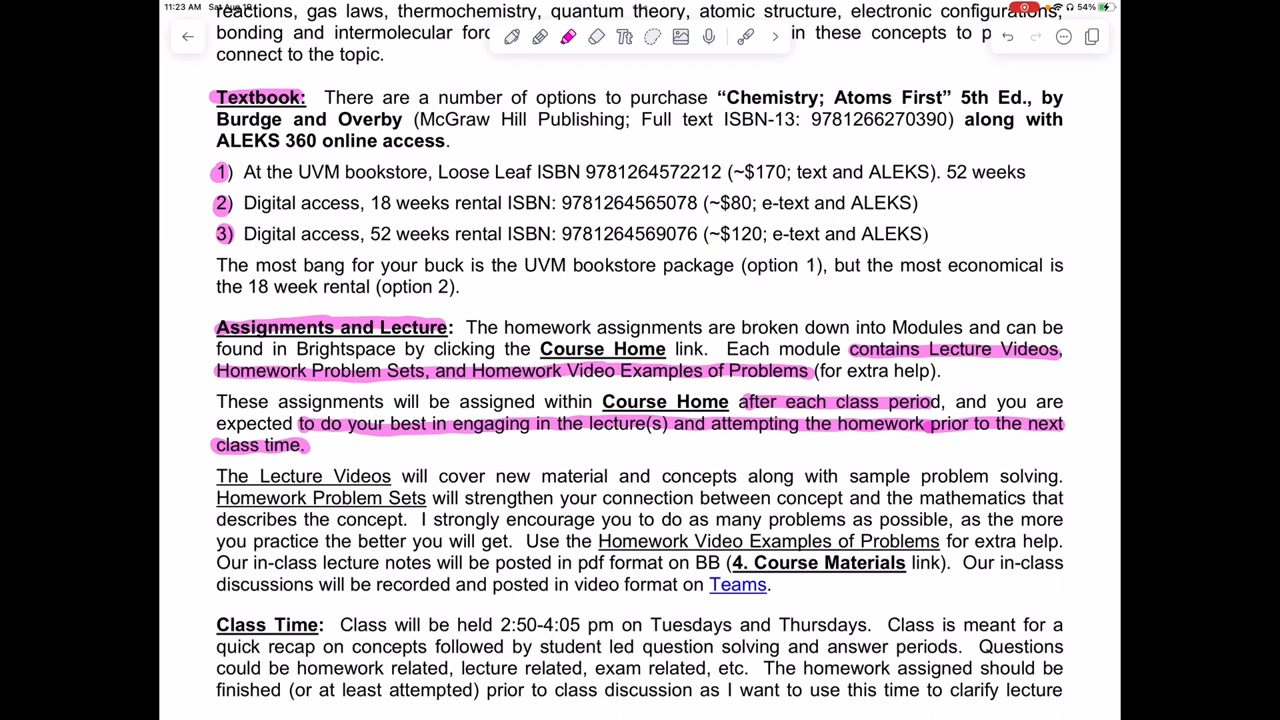 11:23 AM Sat Aug 19
54%
reactions, gas laws, thermochemistry, quantum theory, atomic structure, electronic configurations,
bonding and intermolecular in these concepts to
connect to the topic.
Textbook: There are a number of options to purchase “Chemistry; Atoms First” 5th Ed., by
Burdge and Overby (McGraw Hill Publishing; Full text ISBN-13: 9781266270390) along with
ALEKS 360 online access.
1) At the UVM bookstore, Loose Leaf ISBN 9781264572212 (~$170; text and ALEKS). 52 weeks
2) Digital access, 18 weeks rental ISBN: 9781264565078 (~$80; e-text and ALEKS)
3) Digital access, 52 weeks rental ISBN: 9781264569076 (~$120; e-text and ALEKS)
The most bang for your buck is the UVM bookstore package (option 1), but the most economical is
the 18 week rental (option 2).
Assignments and Lecture: The homework assignments are broken down into Modules and can be
found in Brightspace by clicking the Course Home link. Each module contains Lecture Videos,
Homework Problem Sets, and Homework Video Examples of Problems (for extra help).
These assignments will be assigned within Course Home after each class period, and you are
expected to do your best in engaging in the lecture(s) and attempting the homework prior to the next
class time.
The Lecture Videos will cover new material and concepts along with sample problem solving.
Homework Problem Sets will strengthen your connection between concept and the mathematics that
describes the concept. I strongly encourage you to do as many problems as possible, as the more
you practice the better you will get. Use the Homework Video Examples of Problems for extra help.
Our in-class lecture notes will be posted in pdf format on BB (4. Course Materials link). Our in-class
discussions will be recorded and posted in video format on Teams.
Class Time: Class will be held 2:50-4:05 pm on Tuesdays and Thursdays. Class is meant for a
quick recap on concepts followed by student led question solving and answer periods. Questions
could be homework related, lecture related, exam related, etc. The homework assigned should be
finished (or at least attempted) prior to class discussion as I want to use this time to clarify lecture